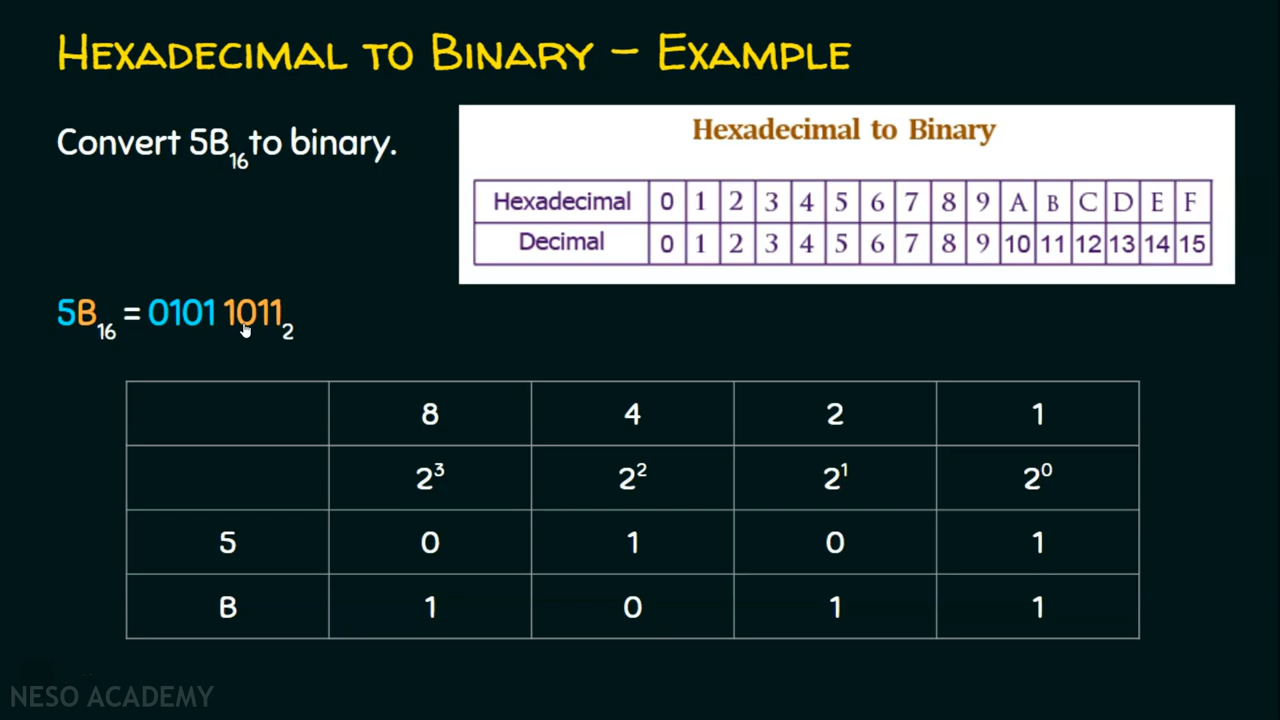 HEXADECIMAL TO BINARY – EXAMPLE
Convert 5B₁₆ to binary.
Hexadecimal to Binary
Hexadecimal 0 1 2 3 4 5 6 7 8 9 A B C D E F
Decimal 0 1 2 3 4 5 6 7 8 9 10 11 12 13 14 15
5B₁₆ = 0101 1011₂
8 4 2 1
2³ 2² 2¹ 2⁰
5 0 1 0 1
B 1 0 1 1
NESO ACADEMY